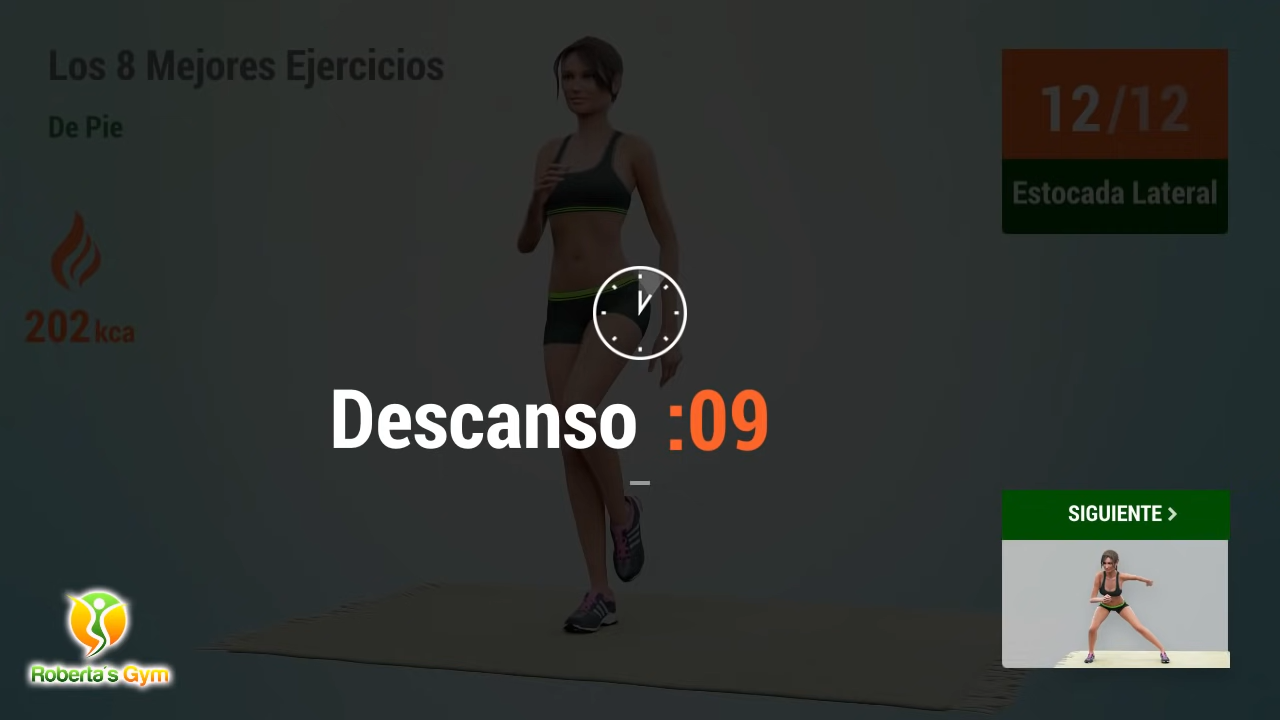 Los 8 Mejores Ejercicios
De Pie
12/12
Estocada Lateral
202 kca
Descanso :09
SIGUIENTE >
Roberta's Gym